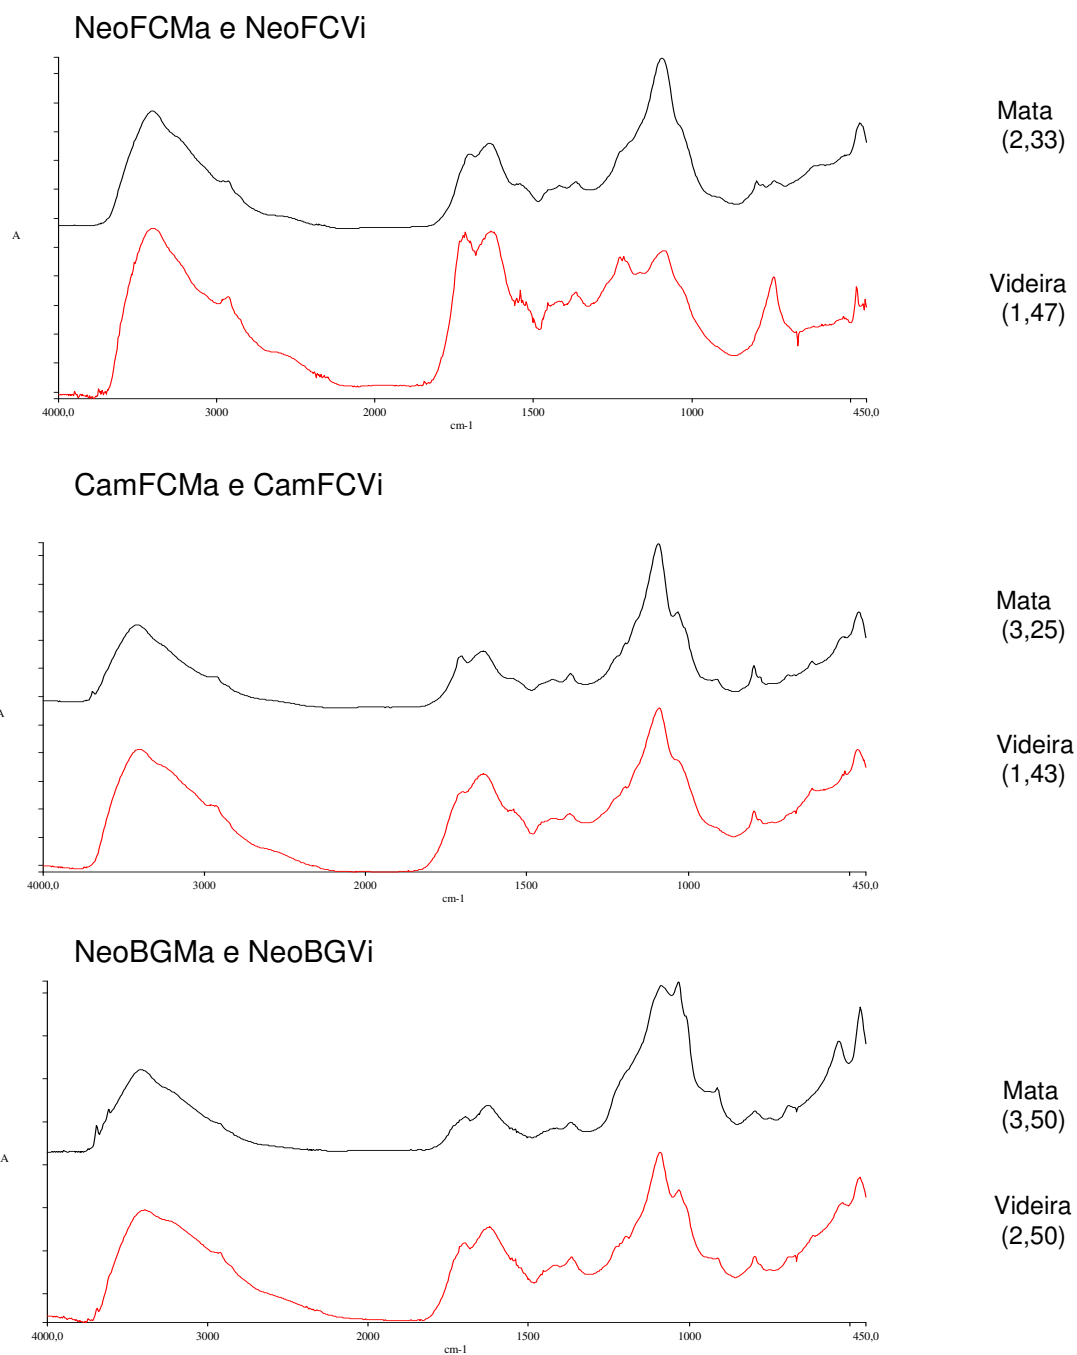 NeoFCMa e NeoFCVi
Mata
(2,33)
A
Videira
(1,47)
4000,0 3000 2000 1500 1000 450,0
cm-1
CamFCMa e CamFCVi
Mata
(3,25)
A
Videira
(1,43)
4000,0 3000 2000 1500 1000 450,0
cm-1
NeoBGMa e NeoBGVi
Mata
(3,50)
A
Videira
(2,50)
4000,0 3000 2000 1500 1000 450,0
cm-1